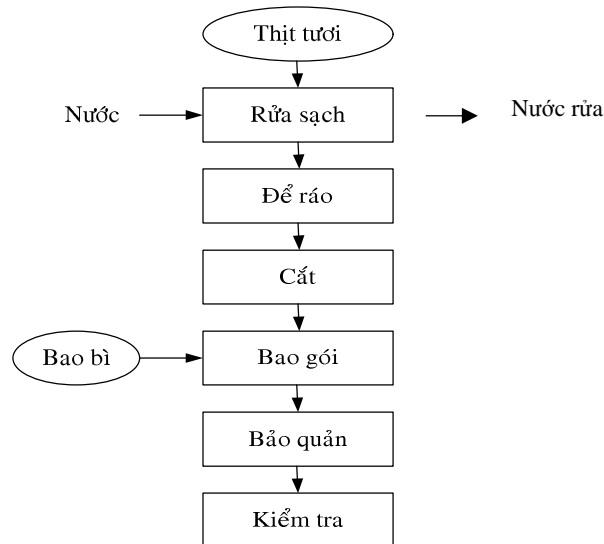 Thịt tươi
Nước
Rửa sạch
Nước rửa
Để ráo
Cắt
Bao bì
Bao gói
Bảo quản
Kiểm tra